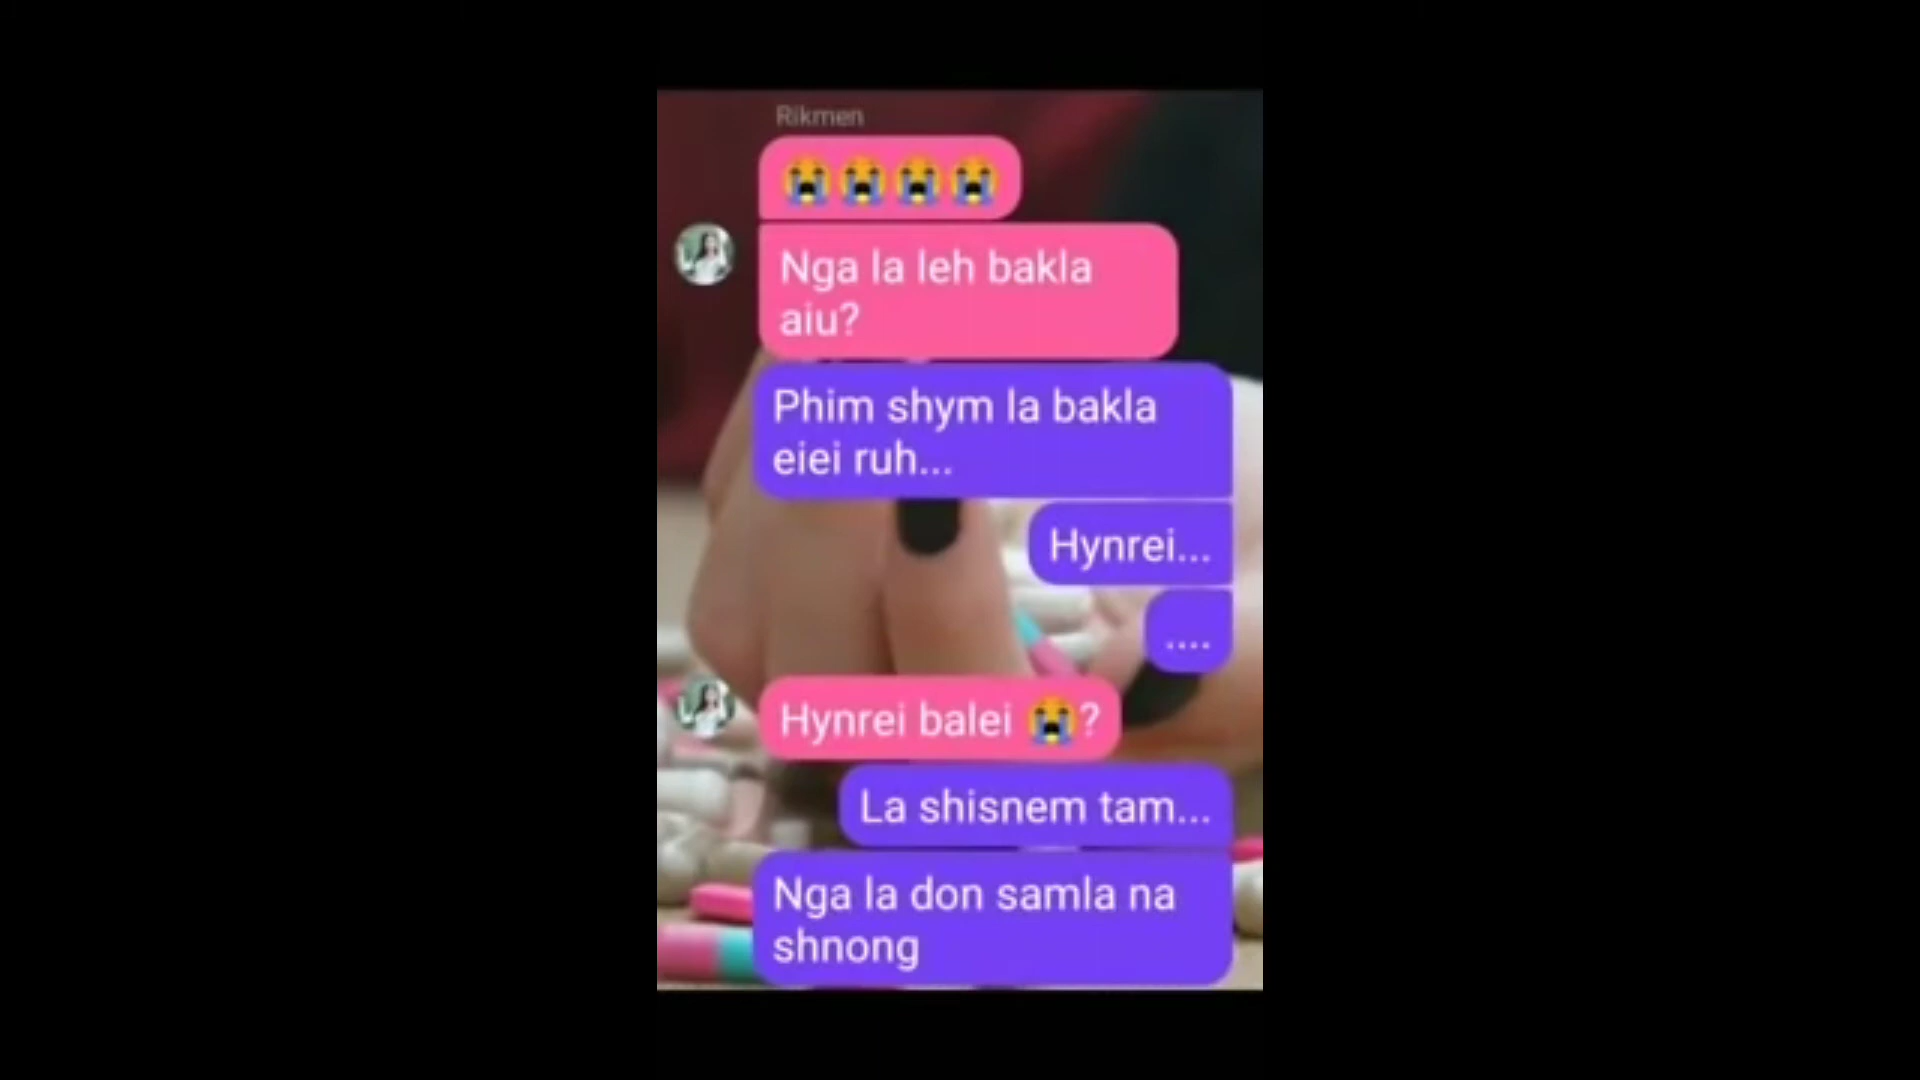 Rikmen
😭😭😭😭
Nga la leh bakla
aiu?
Phim shym la bakla
eiei ruh...
Hynrei...
....
Hynrei balei 😭?
La shisnem tam...
Nga la don samla na
shnong